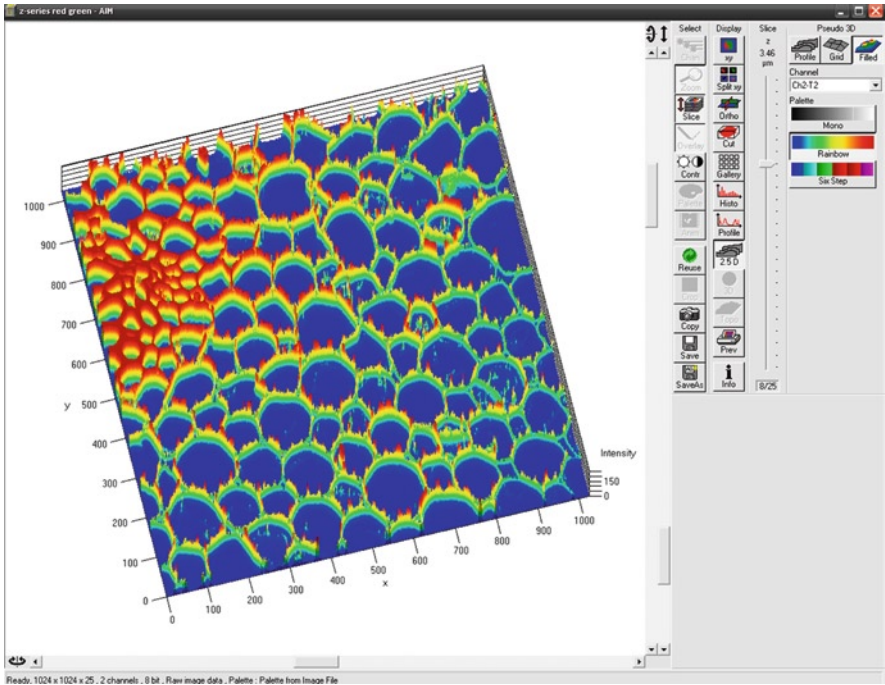 z-series red green - AIM
Select
Display
Slice
Pseudo 3D
z
3.46
µm
xy
Profile
Grid
Filled
Channel
Ch2-T2
Zoom
Split xy
Palette
Slice
Ortho
Mono
Overlay
Cut
Rainbow
Contr
Gallery
Six Step
Palette
Histo
Profile
Reuse
2.5 D
Crop
3D
Copy
Topo
Save
Prev
SaveAs
Info
8/25
1000
900
800
700
600
500
y
400
300
200
100
0
0
100
200
300
400
500
600
700
800
900
1000
x
Intensity
150
0
Ready, 1024 x 1024 x 25 , 2 channels , 8 bit , Raw image data , Palette : Palette from Image File